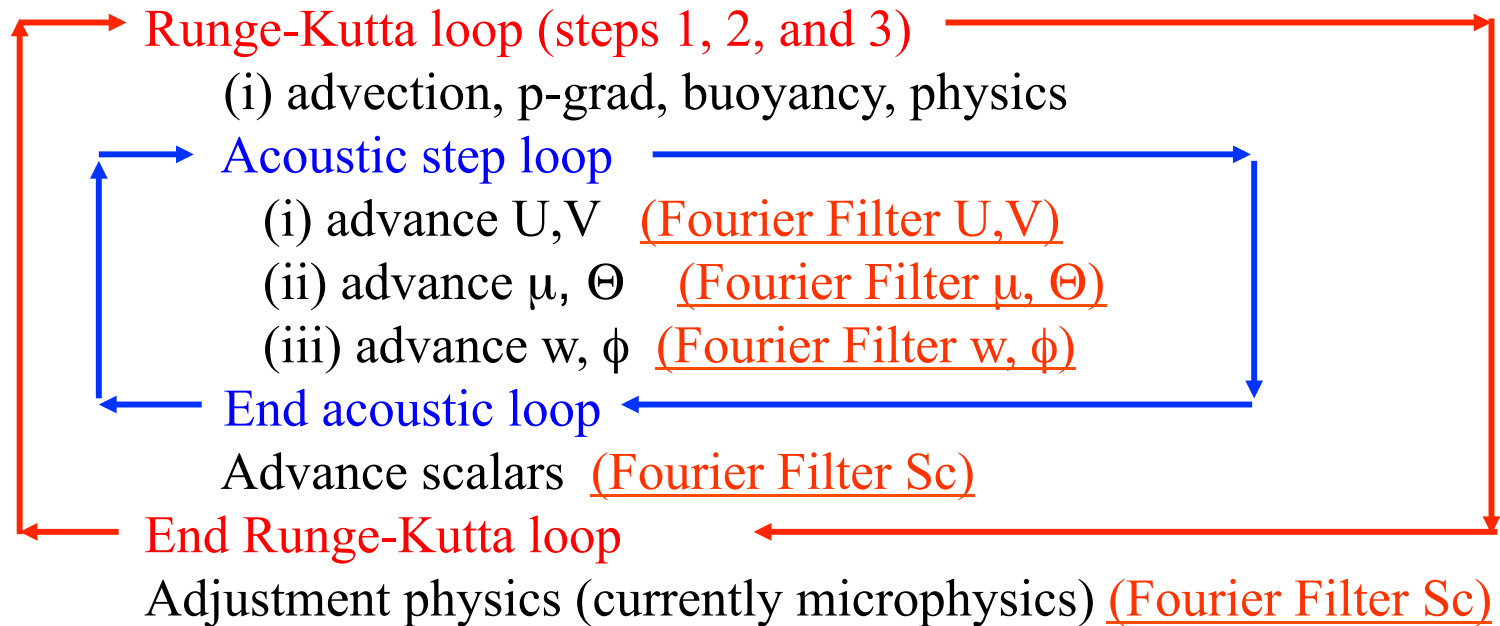 Runge-Kutta loop (steps 1, 2, and 3)
(i) advection, p-grad, buoyancy, physics
Acoustic step loop
(i) advance U,V (Fourier Filter U,V)
(ii) advance μ, Θ (Fourier Filter μ, Θ)
(iii) advance w, ϕ (Fourier Filter w, ϕ)
End acoustic loop
Advance scalars (Fourier Filter Sc)
End Runge-Kutta loop
Adjustment physics (currently microphysics) (Fourier Filter Sc)